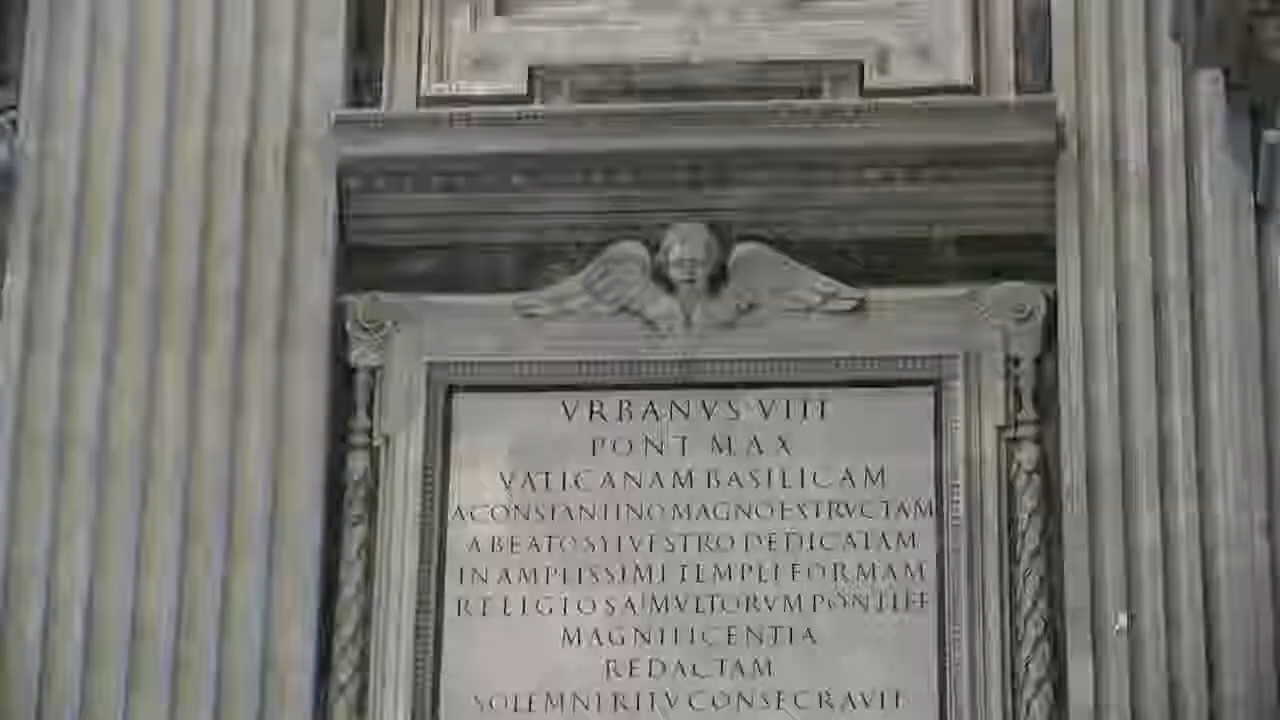 VRBANVS VIII
PONT MAX
VATICANAM BASILICAM
A CONSTANTINO MAGNO EXTRVCTAM
A BEATO SYLVESTRO DEDICATAM
IN AMPLISSIMI TEMPLI FORMAM
RELIGIOSA MVLTORVM PONTIFF
MAGNIFICENTIA
REDACTAM
SOLEMNI RITV CONSECRAVIT